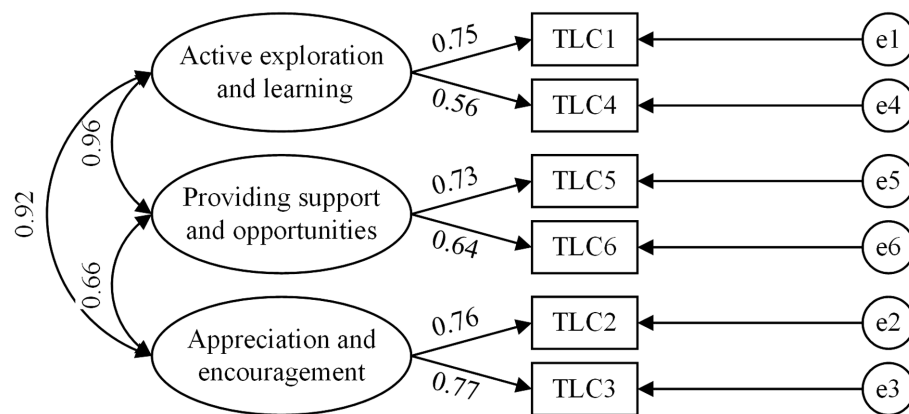 Active exploration
and learning
0.75
TLC1
e1
0.56
TLC4
e4
0.96
Providing support
and opportunities
0.73
TLC5
e5
0.64
TLC6
e6
0.92
0.66
Appreciation and
encouragement
0.76
TLC2
e2
0.77
TLC3
e3